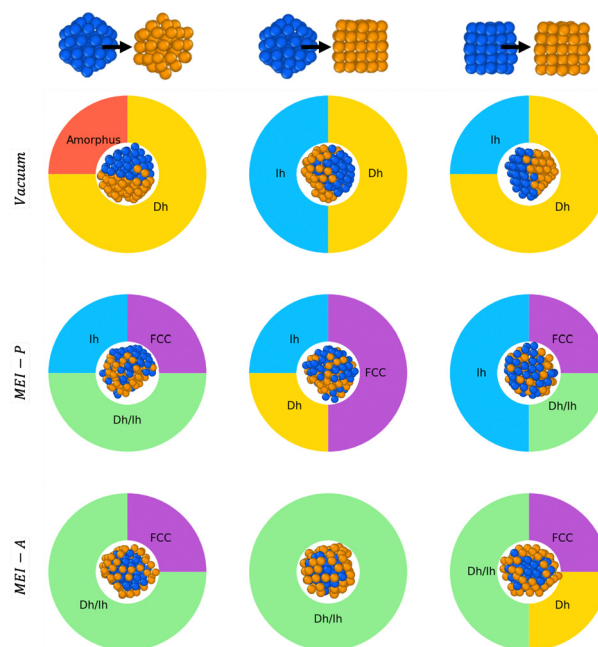 Vacuum
Amorphus
Dh
Ih
Dh
Ih
Dh
MEI - P
Ih
FCC
Dh/Ih
Ih
FCC
Dh
Ih
FCC
Dh/Ih
MEI - A
FCC
Dh/Ih
Dh/Ih
FCC
Dh/Ih
Dh